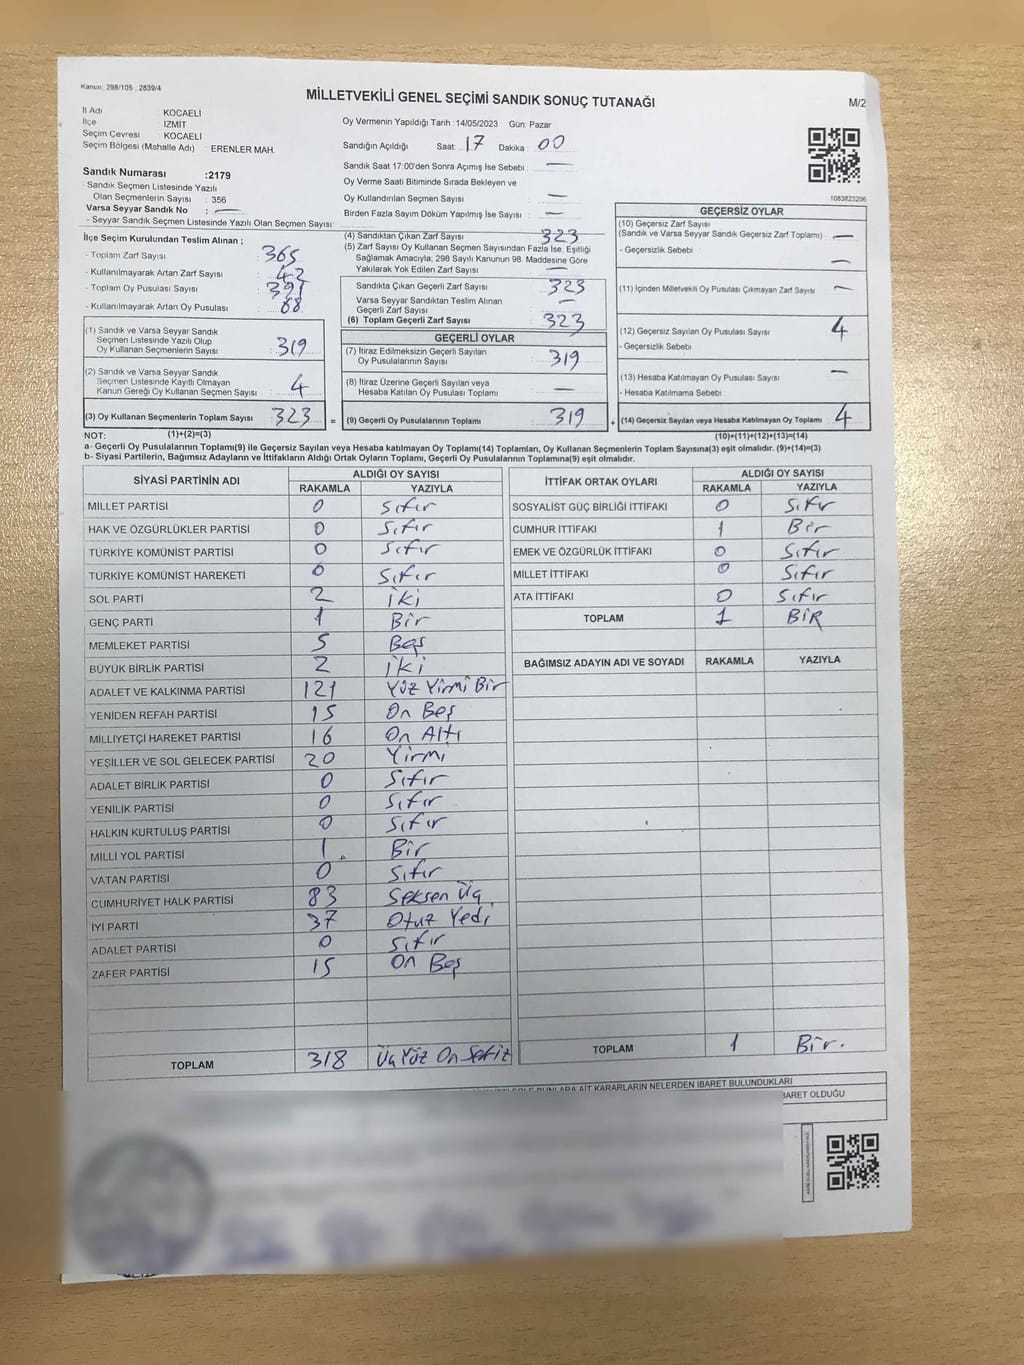 Kanun, 298/105 , 2839/4
MİLLETVEKİLİ GENEL SEÇİMİ SANDIK SONUÇ TUTANAĞI
M/2
İl Adı KOCAELİ
İlçe İZMİT
Seçim Çevresi KOCAELİ
Seçim Bölgesi (Mahalle Adı) ERENLER MAH.
Sandık Numarası :2179
Sandık Seçmen Listesinde Yazılı
Olan Seçmenlerin Sayısı : 356
Varsa Seyyar Sandık No : —
- Seyyar Sandık Seçmen Listesinde Yazılı Olan Seçmen Sayısı:
Oy Vermenin Yapıldığı Tarih :14/05/2023 Gün: Pazar
Sandığın Açıldığı Saat: 17 Dakika : 00
Sandık Saat 17:00'den Sonra Açımış İse Sebebi : —
Oy Verme Saati Bitiminde Sırada Bekleyen ve
Oy Kullandırılan Seçmen Sayısı : —
Birden Fazla Sayım Döküm Yapılmış İse Sayısı : —
1083823206
İlçe Seçim Kurulundan Teslim Alınan ;
- Toplam Zarf Sayısı : 365
- Kullanılmayarak Artan Zarf Sayısı : 42
- Toplam Oy Pusulası Sayısı : 391
- Kullanılmayarak Artan Oy Pusulası : 68
(4) Sandıktan Çıkan Zarf Sayısı : 323
(5) Zarf Sayısı Oy Kullanan Seçmen Sayısından Fazla İse, Eşitliği
Sağlamak Amacıyla; 298 Sayılı Kanunun 98. Maddesine Göre
Yakılarak Yok Edilen Zarf Sayısı : —
Sandıkta Çıkan Geçerli Zarf Sayısı : 323
Varsa Seyyar Sandıktan Teslim Alınan
Geçerli Zarf Sayısı : —
(6) Toplam Geçerli Zarf Sayısı : 323
GEÇERSİZ OYLAR
(10) Geçersiz Zarf Sayısı
(Sandık ve Varsa Seyyar Sandık Geçersiz Zarf Toplamı) : —
- Geçersizlik Sebebi : —
(11) İçinden Milletvekili Oy Pusulası Çıkmayan Zarf Sayısı : —
(12) Geçersiz Sayılan Oy Pusulası Sayısı : 4
- Geçersizlik Sebebi
(13) Hesaba Katılmayan Oy Pusulası Sayısı : —
- Hesaba Katılmama Sebebi
(14) Geçersiz Sayılan veya Hesaba Katılmayan Oy Toplamı : 4
(10)+(11)+(12)+(13)=(14)
(1) Sandık ve Varsa Seyyar Sandık
Seçmen Listesinde Yazılı Olup
Oy Kullanan Seçmenlerin Sayısı : 319
(2) Sandık ve Varsa Seyyar Sandık
Seçmen Listesinde Kayıtlı Olmayan
Kanun Gereği Oy Kullanan Seçmen Sayısı : 4
(3) Oy Kullanan Seçmenlerin Toplam Sayısı : 323
GEÇERLİ OYLAR
(7) İtiraz Edilmeksizin Geçerli Sayılan
Oy Pusulalarının Sayısı : 319
(8) İtiraz Üzerine Geçerli Sayılan veya
Hesaba Katılan Oy Pusulası Toplamı : —
= (9) Geçerli Oy Pusulalarının Toplamı : 319 +
NOT: (1)+(2)=(3)
a- Geçerli Oy Pusulalarının Toplamı(9) ile Geçersiz Sayılan veya Hesaba katılmayan Oy Toplamı(14) Toplamları, Oy Kullanan Seçmenlerin Toplam Sayısına(3) eşit olmalıdır. (9)+(14)=(3)
b- Siyasi Partilerin, Bağımsız Adayların ve İttifakların Aldığı Ortak Oyların Toplamı, Geçerli Oy Pusulalarının Toplamına(9) eşit olmalıdır.
SİYASİ PARTİNİN ADI ALDIĞI OY SAYISI
RAKAMLA YAZIYLA
MİLLET PARTİSİ 0 Sıfır
HAK VE ÖZGÜRLÜKLER PARTİSİ 0 Sıfır
TÜRKİYE KOMÜNİST PARTİSİ 0 Sıfır
TÜRKİYE KOMÜNİST HAREKETİ 0 Sıfır
SOL PARTİ 2 İki
GENÇ PARTİ 1 Bir
MEMLEKET PARTİSİ 5 Beş
BÜYÜK BİRLİK PARTİSİ 2 İki
ADALET VE KALKINMA PARTİSİ 121 Yüz Yirmi Bir
YENİDEN REFAH PARTİSİ 15 On Beş
MİLLİYETÇİ HAREKET PARTİSİ 16 On Altı
YEŞİLLER VE SOL GELECEK PARTİSİ 20 Yirmi
ADALET BİRLİK PARTİSİ 0 Sıfır
YENİLİK PARTİSİ 0 Sıfır
HALKIN KURTULUŞ PARTİSİ 0 Sıfır
MİLLİ YOL PARTİSİ 1 Bir
VATAN PARTİSİ 0 Sıfır
CUMHURİYET HALK PARTİSİ 83 Seksen Üç
İYİ PARTİ 37 Otuz Yedi
ADALET PARTİSİ 0 Sıfır
ZAFER PARTİSİ 15 On Beş
TOPLAM 318 Üç Yüz On Sekiz
İTTİFAK ORTAK OYLARI ALDIĞI OY SAYISI
RAKAMLA YAZIYLA
SOSYALİST GÜÇ BİRLİĞİ İTTİFAKI 0 Sıfır
CUMHUR İTTİFAKI 1 Bir
EMEK VE ÖZGÜRLÜK İTTİFAKI 0 Sıfır
MİLLET İTTİFAKI 0 Sıfır
ATA İTTİFAKI 0 Sıfır
TOPLAM 1 BİR
BAĞIMSIZ ADAYIN ADI VE SOYADI RAKAMLA YAZIYLA
TOPLAM 1 Bir.
BUNLARA AİT KARARLARIN NELERDEN İBARET BULUNDUKLARI
İBARET OLDUĞU